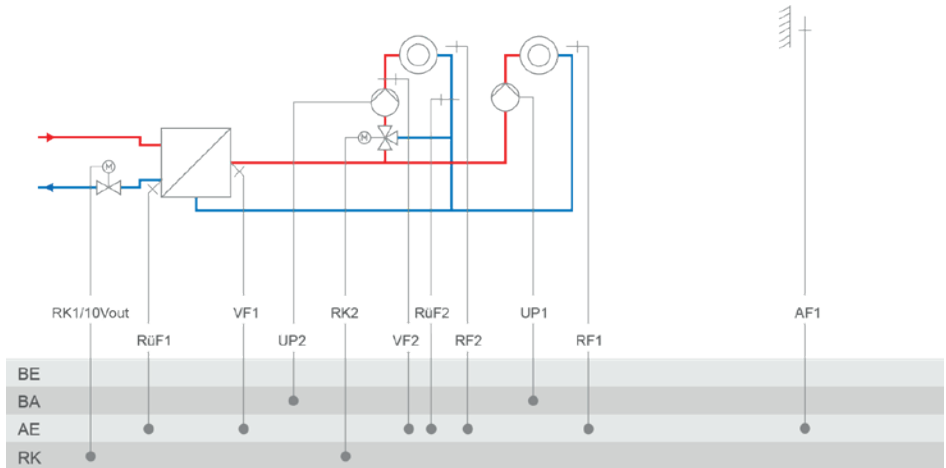 M
M
RK1/10Vout VF1 RK2 RüF2 UP1 AF1
RüF1 UP2 VF2 RF2 RF1
BE
BA
AE
RK